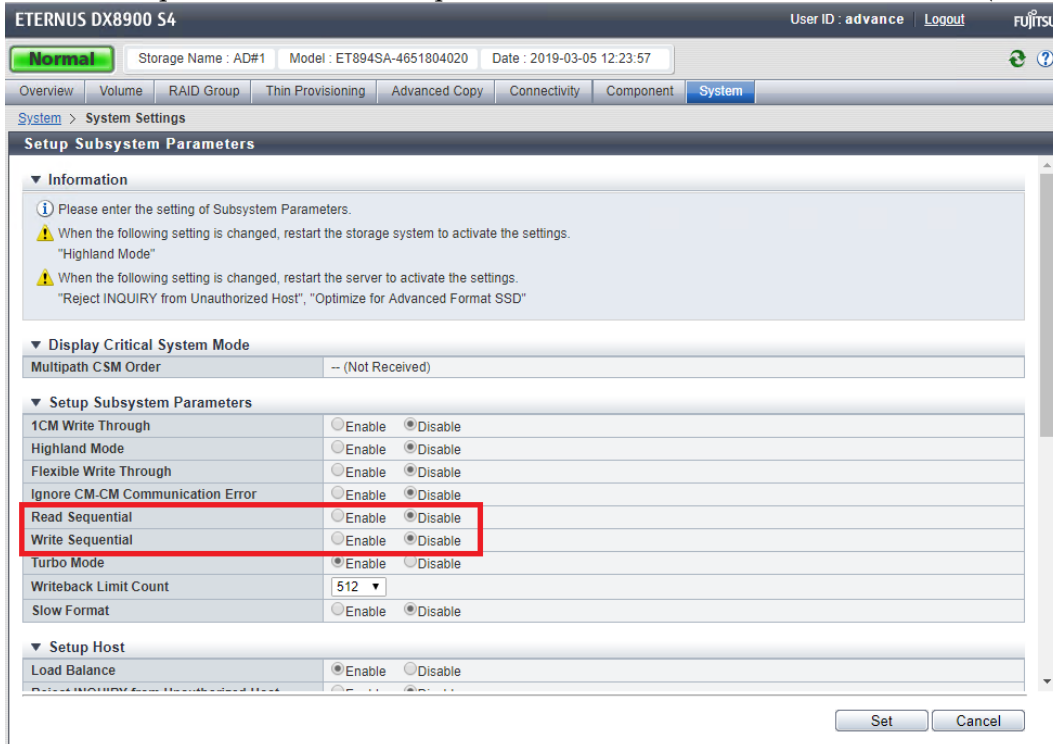 ETERNUS DX8900 S4 User ID : advance Logout FUJITSU
Normal Storage Name : AD#1 Model : ET894SA-4651804020 Date : 2019-03-05 12:23:57
Overview Volume RAID Group Thin Provisioning Advanced Copy Connectivity Component System
System > System Settings
Setup Subsystem Parameters
Information
Please enter the setting of Subsystem Parameters.
When the following setting is changed, restart the storage system to activate the settings.
"Highland Mode"
When the following setting is changed, restart the server to activate the settings.
"Reject INQUIRY from Unauthorized Host", "Optimize for Advanced Format SSD"
Display Critical System Mode
Multipath CSM Order -- (Not Received)
Setup Subsystem Parameters
1CM Write Through Enable Disable
Highland Mode Enable Disable
Flexible Write Through Enable Disable
Ignore CM-CM Communication Error Enable Disable
Read Sequential Enable Disable
Write Sequential Enable Disable
Turbo Mode Enable Disable
Writeback Limit Count 512
Slow Format Enable Disable
Setup Host
Load Balance Enable Disable
Reject INQUIRY from Unauthorized Host Enable Disable
Set Cancel